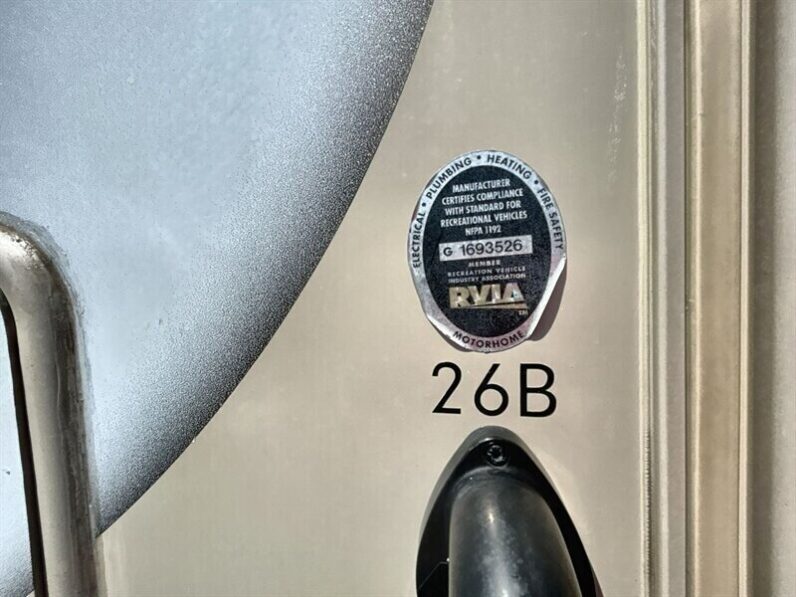 ELECTRICAL • PLUMBING • HEATING • FIRE SAFETY
MANUFACTURER
CERTIFIES COMPLIANCE
WITH STANDARD FOR
RECREATIONAL VEHICLES
NFPA 1192
G 1693526
MEMBER
RECREATION VEHICLE
INDUSTRY ASSOCIATION
RVIA
TM
MOTORHOME
26B